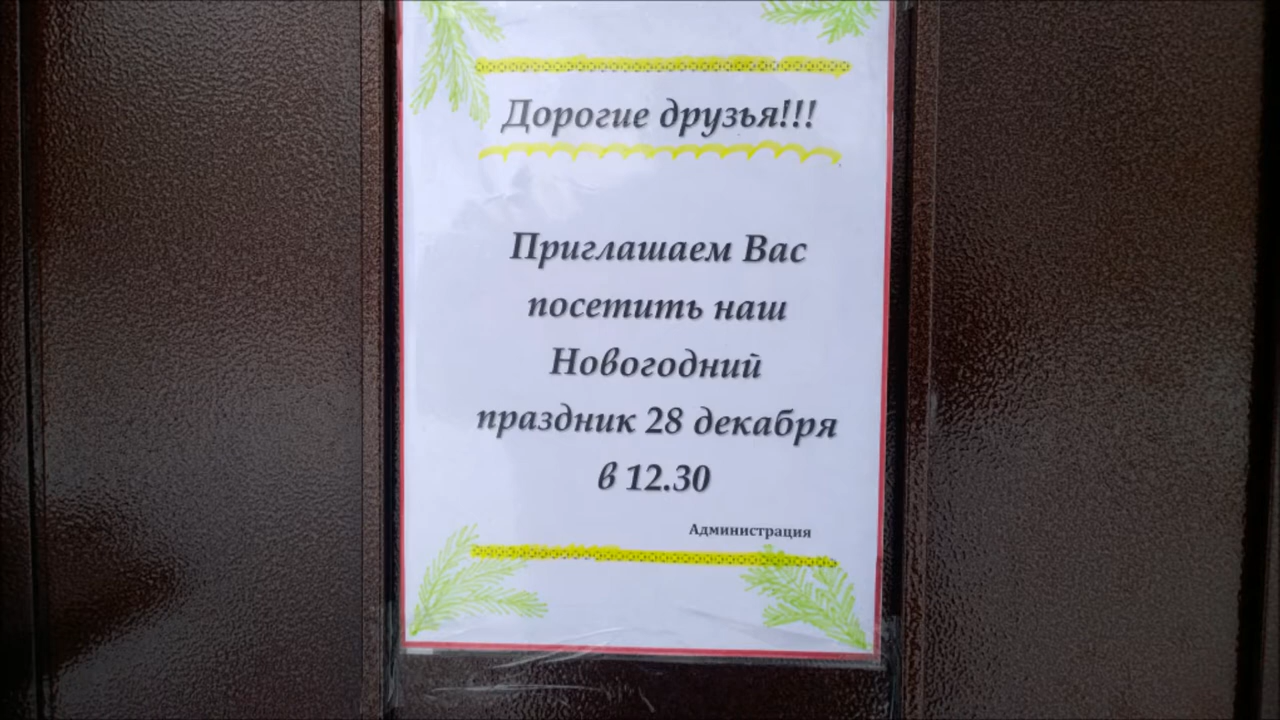 Дорогие друзья!!!
Приглашаем Вас
посетить наш
Новогодний
праздник 28 декабря
в 12.30
Администрация